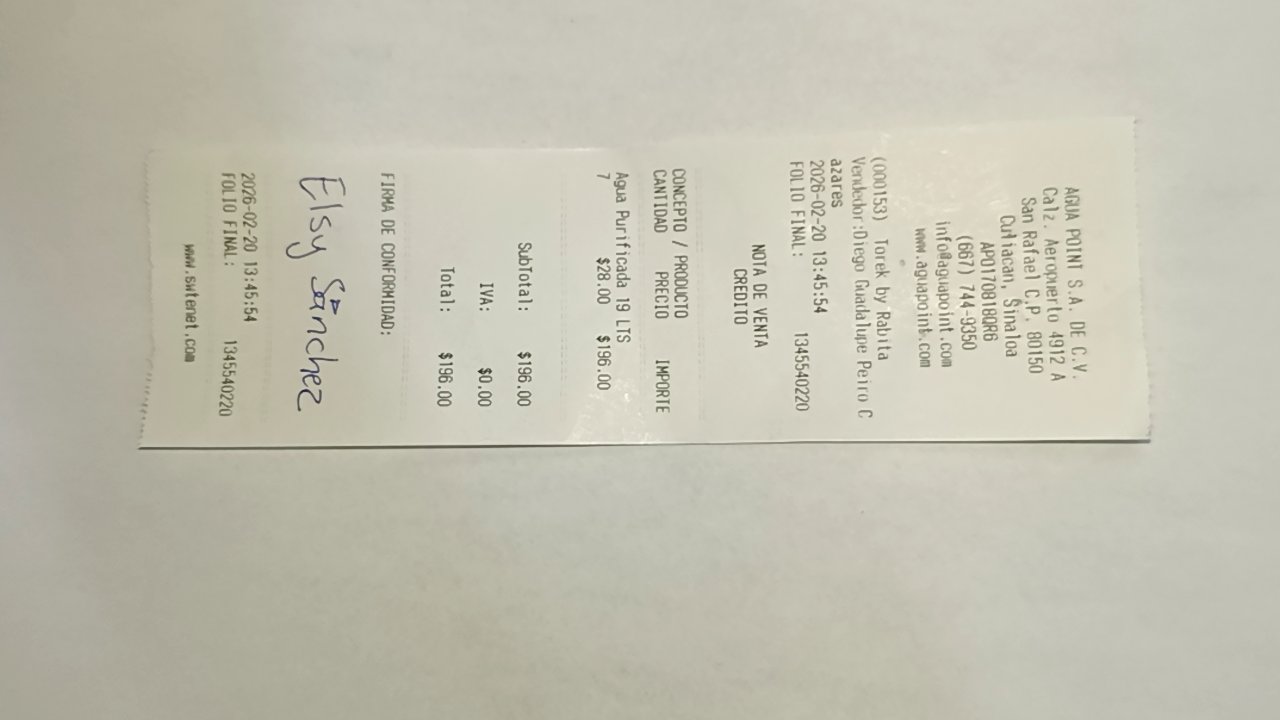 AGUA POINT S.A. DE C.V.
Calz. Aeropuerto 4912 A
San Rafael C.P. 80150
Culiacan, Sinaloa
APO170818QR6
(667) 744-9350
info@aguapoint.com
www.aguapoint.com
(000153) Torek by Rabita
Vendedor:Diego Guadalupe Peiro C
azares
2026-02-20 13:45:54
FOLIO FINAL: 1345540220
NOTA DE VENTA
CREDITO
CONCEPTO / PRODUCTO
CANTIDAD PRECIO IMPORTE
Agua Purificada 19 LTS
7 $28.00 $196.00
SubTotal: $196.00
IVA: $0.00
Total: $196.00
FIRMA DE CONFORMIDAD:
Elsy Sánchez
2026-02-20 13:45:54
FOLIO FINAL: 1345540220
www.swtenet.com